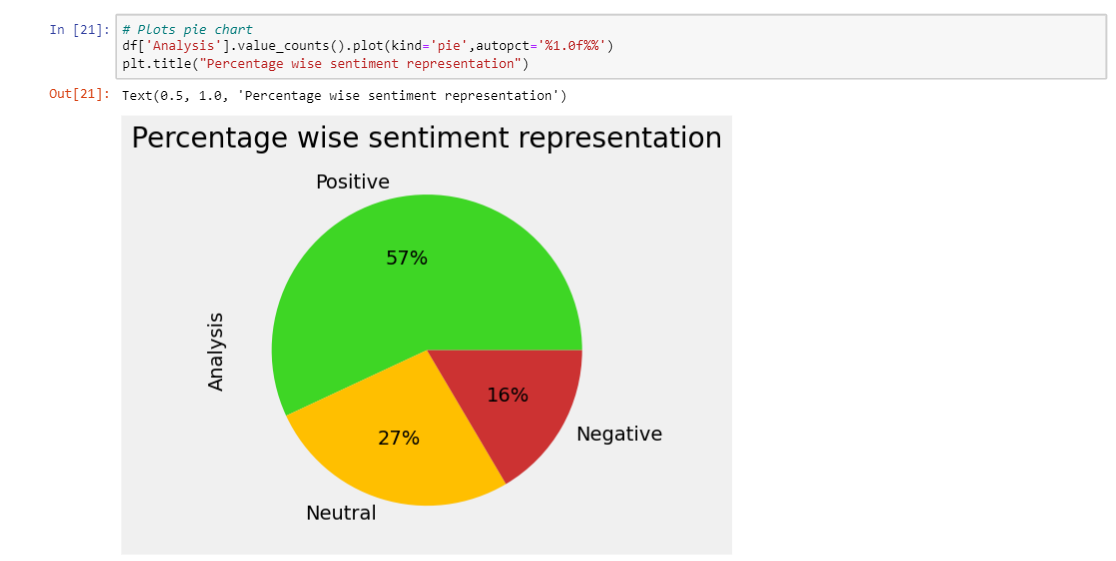 In [21]: # Plots pie chart
df['Analysis'].value_counts().plot(kind='pie',autopct='%1.0f%%')
plt.title("Percentage wise sentiment representation")
Out[21]: Text(0.5, 1.0, 'Percentage wise sentiment representation')
Percentage wise sentiment representation
Positive
57%
Analysis
16%
27%
Negative
Neutral